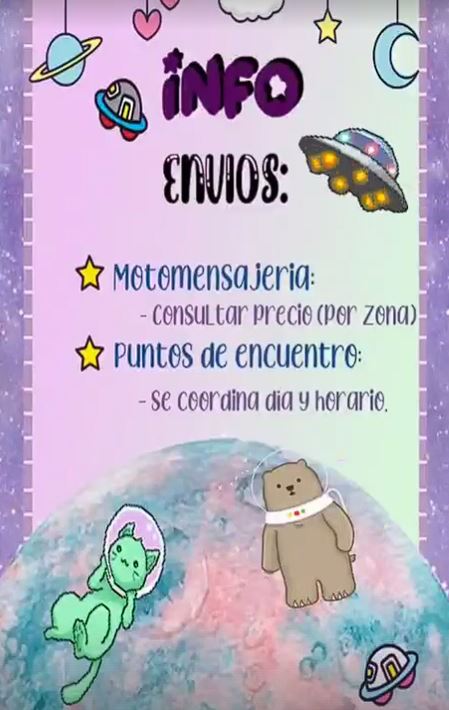 INFO
ENVIOS:
Motomensajeria:
- Consultar precio (por zona)
Puntos de encuentro:
- Se coordina dia y horario.